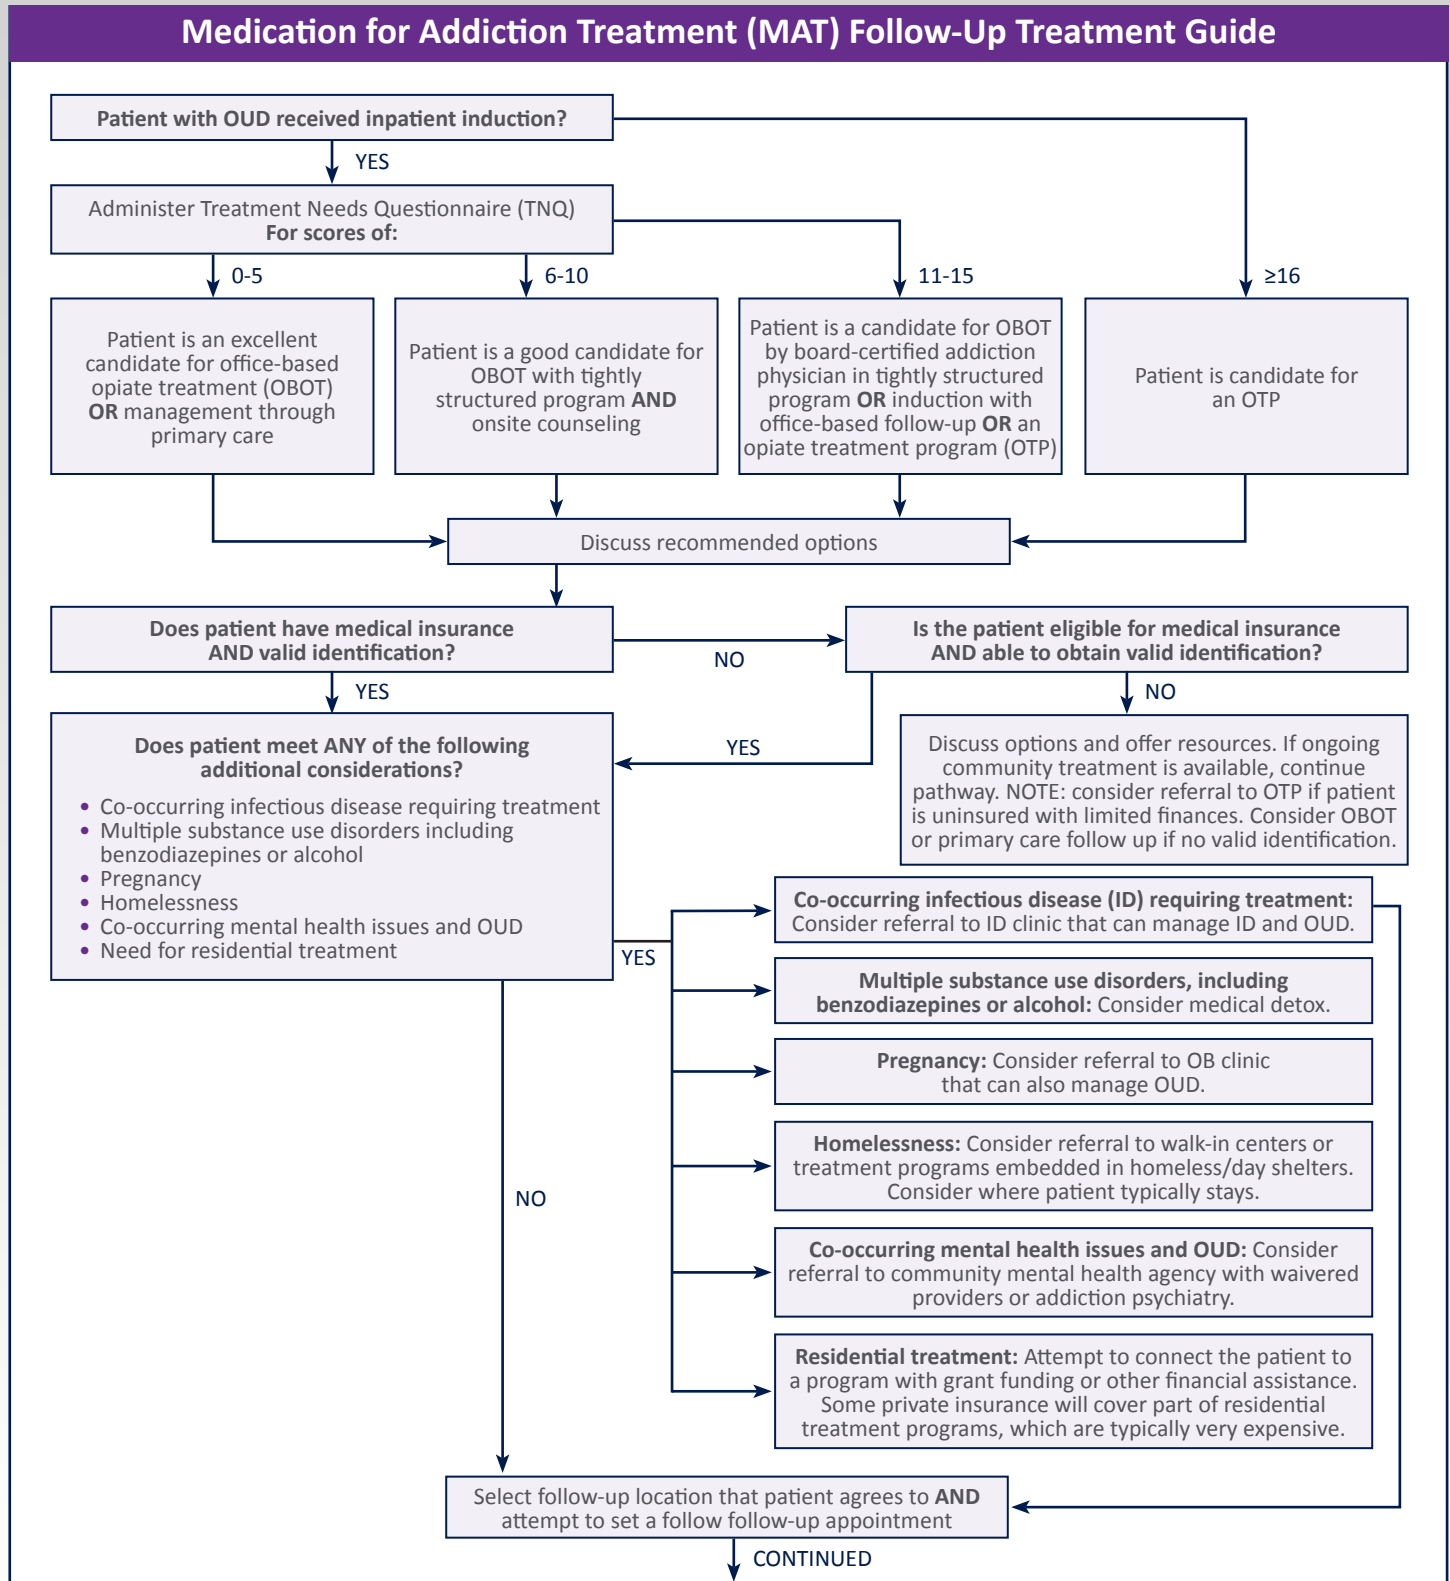 Medication for Addiction Treatment (MAT) Follow-Up Treatment Guide
Patient with OUD received inpatient induction?
YES
Administer Treatment Needs Questionnaire (TNQ)
For scores of:
0-5
6-10
11-15
≥16
Patient is an excellent
candidate for office-based
opiate treatment (OBOT)
OR management through
primary care
Patient is a good candidate for
OBOT with tightly
structured program AND
onsite counseling
Patient is a candidate for OBOT
by board-certified addiction
physician in tightly structured
program OR induction with
office-based follow-up OR an
opiate treatment program (OTP)
Patient is candidate for
an OTP
Discuss recommended options
Does patient have medical insurance
AND valid identification?
NO
Is the patient eligible for medical insurance
AND able to obtain valid identification?
YES
NO
YES
Discuss options and offer resources. If ongoing
community treatment is available, continue
pathway. NOTE: consider referral to OTP if patient
is uninsured with limited finances. Consider OBOT
or primary care follow up if no valid identification.
Does patient meet ANY of the following
additional considerations?
• Co-occurring infectious disease requiring treatment
• Multiple substance use disorders including
benzodiazepines or alcohol
• Pregnancy
• Homelessness
• Co-occurring mental health issues and OUD
• Need for residential treatment
YES
Co-occurring infectious disease (ID) requiring treatment:
Consider referral to ID clinic that can manage ID and OUD.
Multiple substance use disorders, including
benzodiazepines or alcohol: Consider medical detox.
Pregnancy: Consider referral to OB clinic
that can also manage OUD.
Homelessness: Consider referral to walk-in centers or
treatment programs embedded in homeless/day shelters.
Consider where patient typically stays.
NO
Co-occurring mental health issues and OUD: Consider
referral to community mental health agency with waivered
providers or addiction psychiatry.
Residential treatment: Attempt to connect the patient to
a program with grant funding or other financial assistance.
Some private insurance will cover part of residential
treatment programs, which are typically very expensive.
Select follow-up location that patient agrees to AND
attempt to set a follow follow-up appointment
CONTINUED